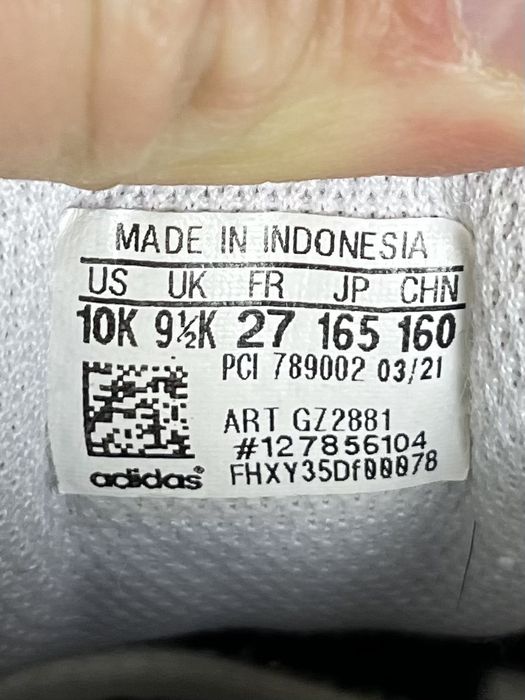 MADE IN INDONESIA
US UK FR JP CHN
10K 9½K 27 165 160
PCI 789002 03/21
ART GZ2881
#127856104
adidas® FHXY35Df00078